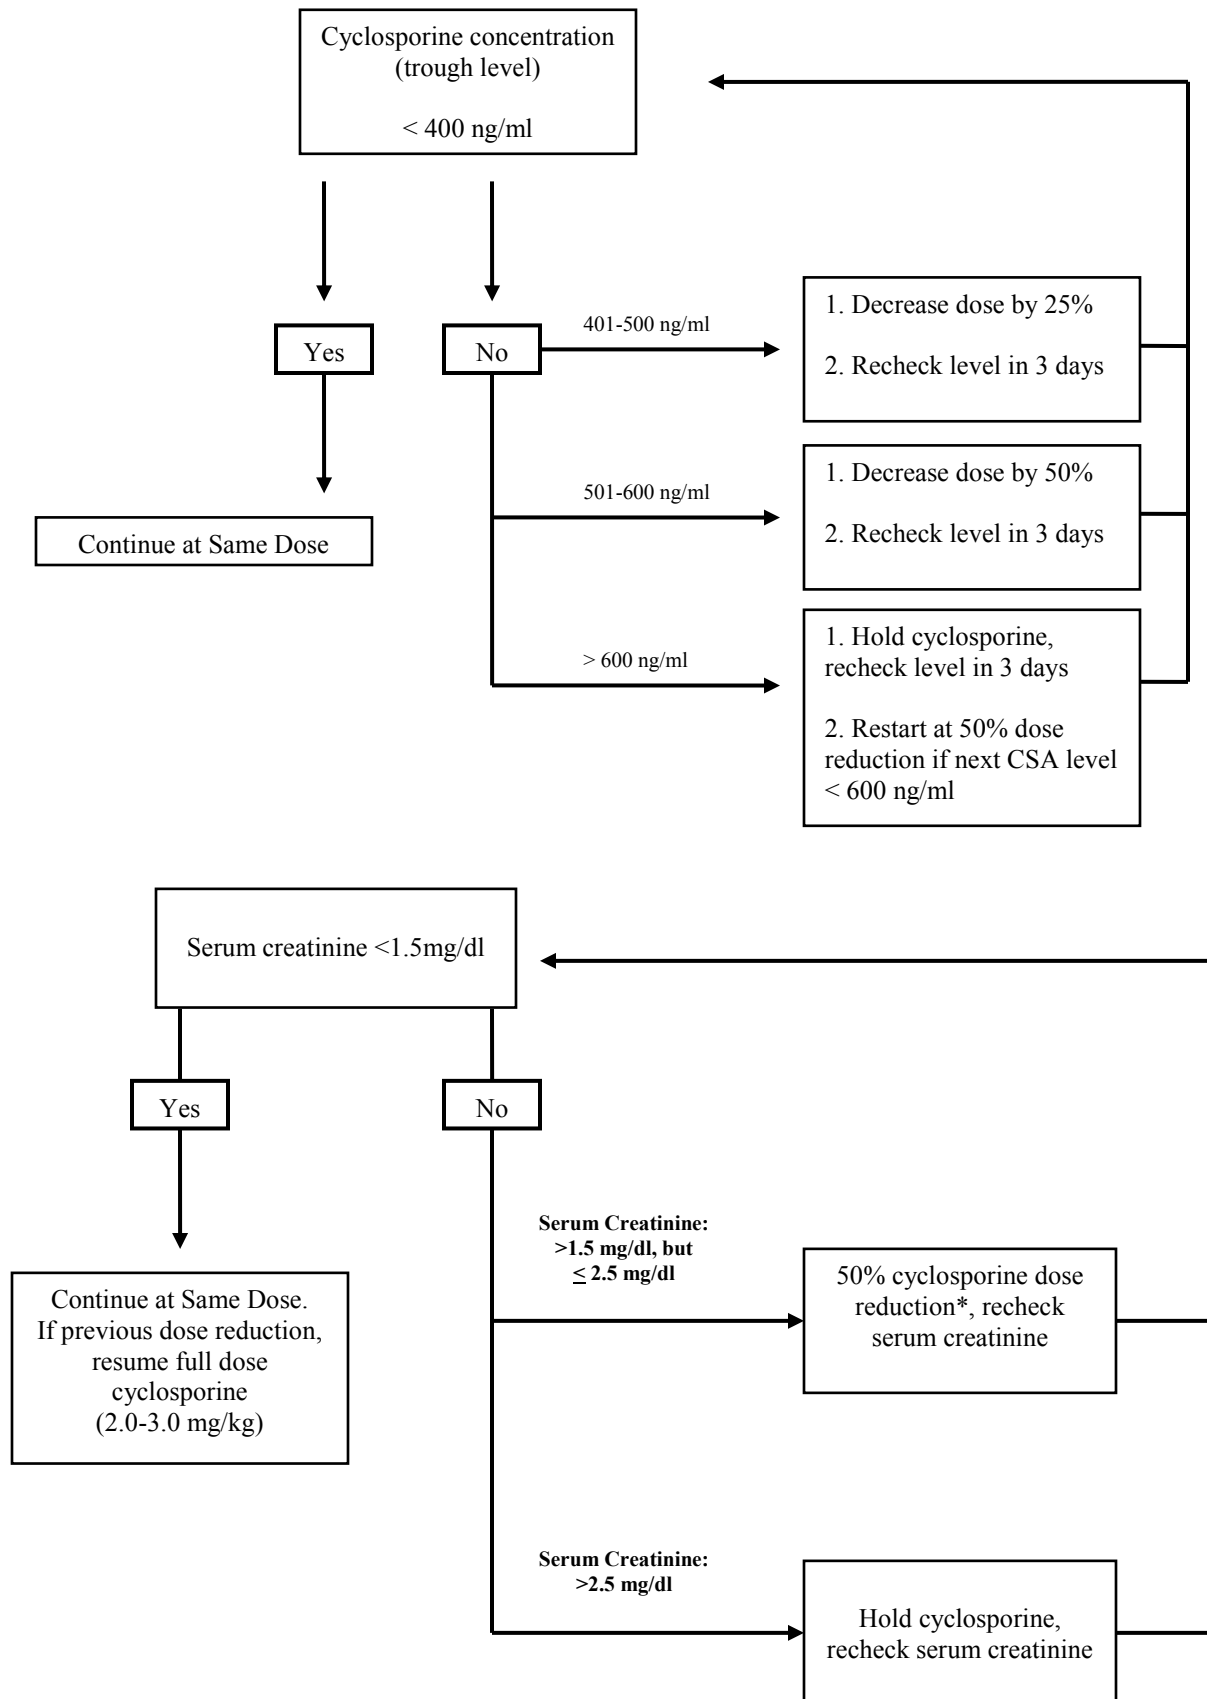 Cyclosporine concentration
(trough level)
< 400 ng/ml
Yes
No
401-500 ng/ml
1. Decrease dose by 25%
2. Recheck level in 3 days
501-600 ng/ml
1. Decrease dose by 50%
2. Recheck level in 3 days
Continue at Same Dose
> 600 ng/ml
1. Hold cyclosporine,
recheck level in 3 days
2. Restart at 50% dose
reduction if next CSA level
< 600 ng/ml
Serum creatinine <1.5mg/dl
Yes
No
Serum Creatinine:
>1.5 mg/dl, but
≤ 2.5 mg/dl
50% cyclosporine dose
reduction*, recheck
serum creatinine
Continue at Same Dose.
If previous dose reduction,
resume full dose
cyclosporine
(2.0-3.0 mg/kg)
Serum Creatinine:
>2.5 mg/dl
Hold cyclosporine,
recheck serum creatinine